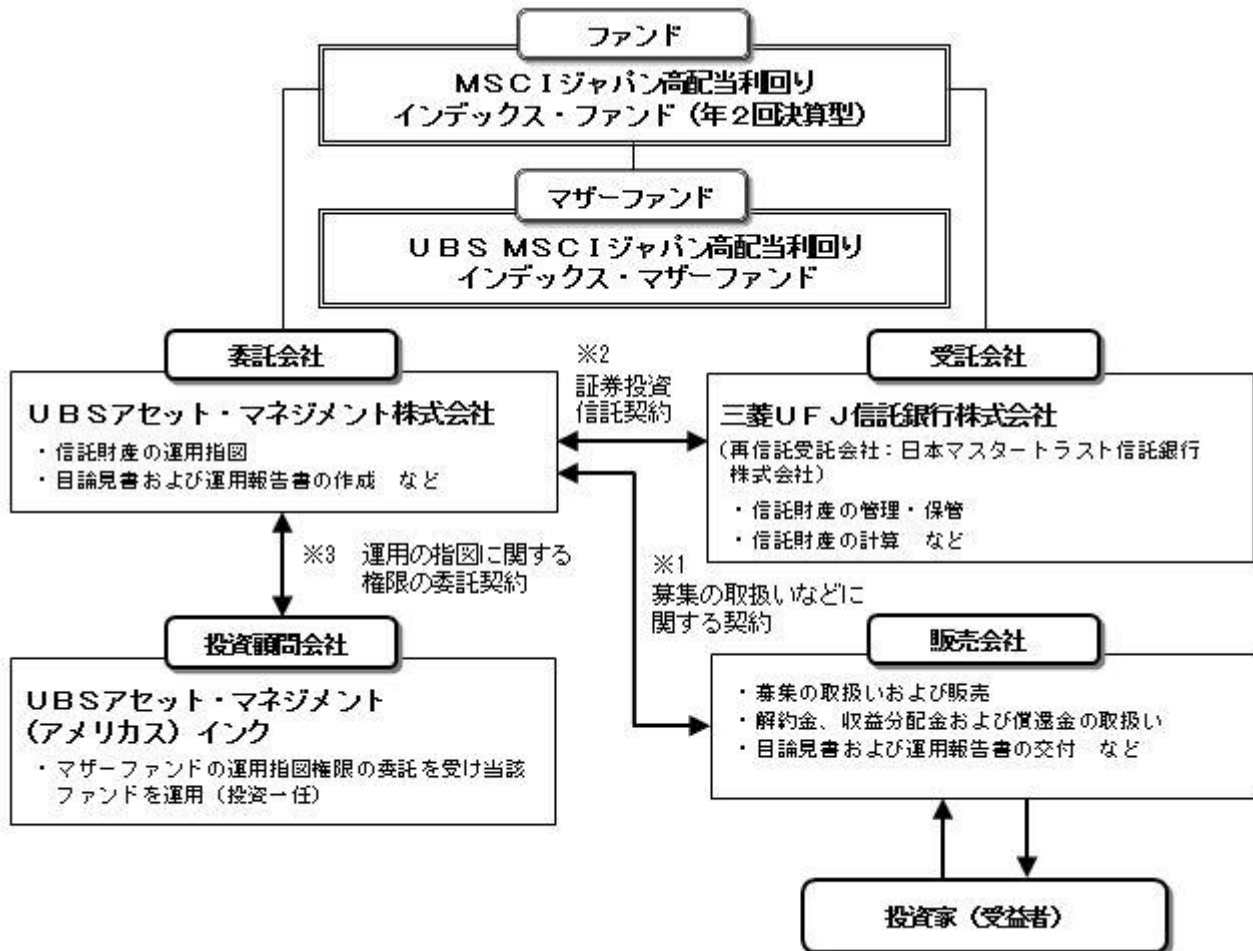 ファンド
MSCIジャパン高配当利回り
インデックス・ファンド（年2回決算型）
マザーファンド
UBS MSCIジャパン高配当利回り
インデックス・マザーファンド
委託会社
UBSアセット・マネジメント株式会社
・信託財産の運用指図
・目論見書および運用報告書の作成　など
※2
証券投資
信託契約
受託会社
三菱UFJ信託銀行株式会社
（再信託受託会社：日本マスタートラスト信託銀行
株式会社）
・信託財産の管理・保管
・信託財産の計算　など
※3　運用の指図に関する
権限の委託契約
※1
募集の取扱いなどに
関する契約
投資顧問会社
UBSアセット・マネジメント
（アメリカス）インク
・マザーファンドの運用指図権限の委託を受け当該
ファンドを運用（投資一任）
販売会社
・募集の取扱いおよび販売
・解約金、収益分配金および償還金の取扱い
・目論見書および運用報告書の交付　など
投資家（受益者）